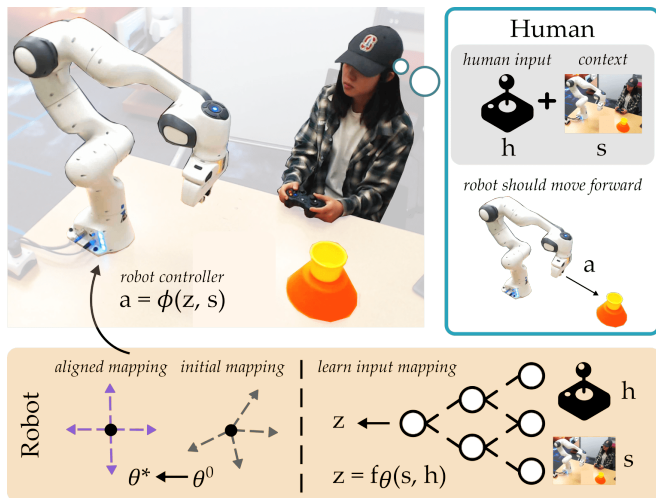 Human
human input
context
+
h
s
robot should move forward
a
robot controller
a = ϕ(z, s)
Robot
aligned mapping
initial mapping
θ* ← θ⁰
learn input mapping
z
h
s
z = fθ(s, h)